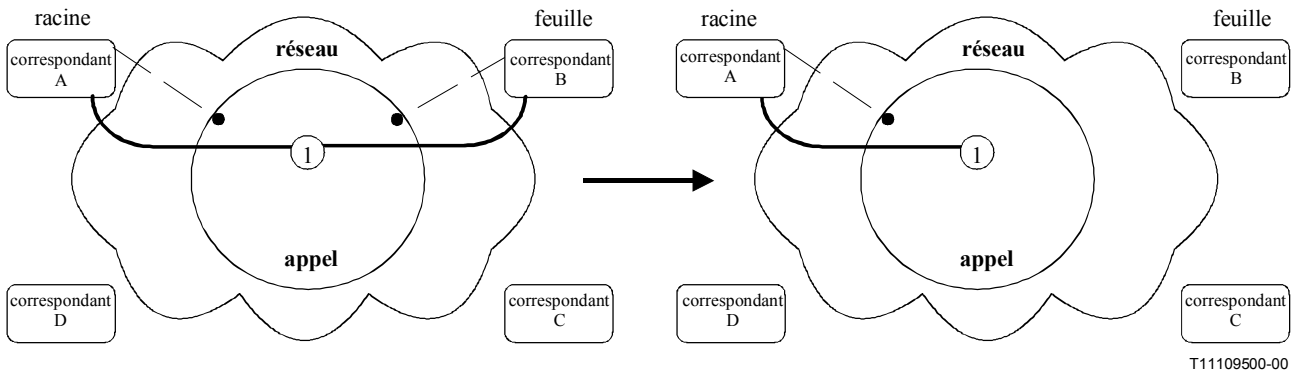 racine
feuille
correspondant
A
réseau
correspondant
B
1
appel
correspondant
D
correspondant
C
racine
feuille
correspondant
A
réseau
correspondant
B
1
appel
correspondant
D
correspondant
C
T11109500-00